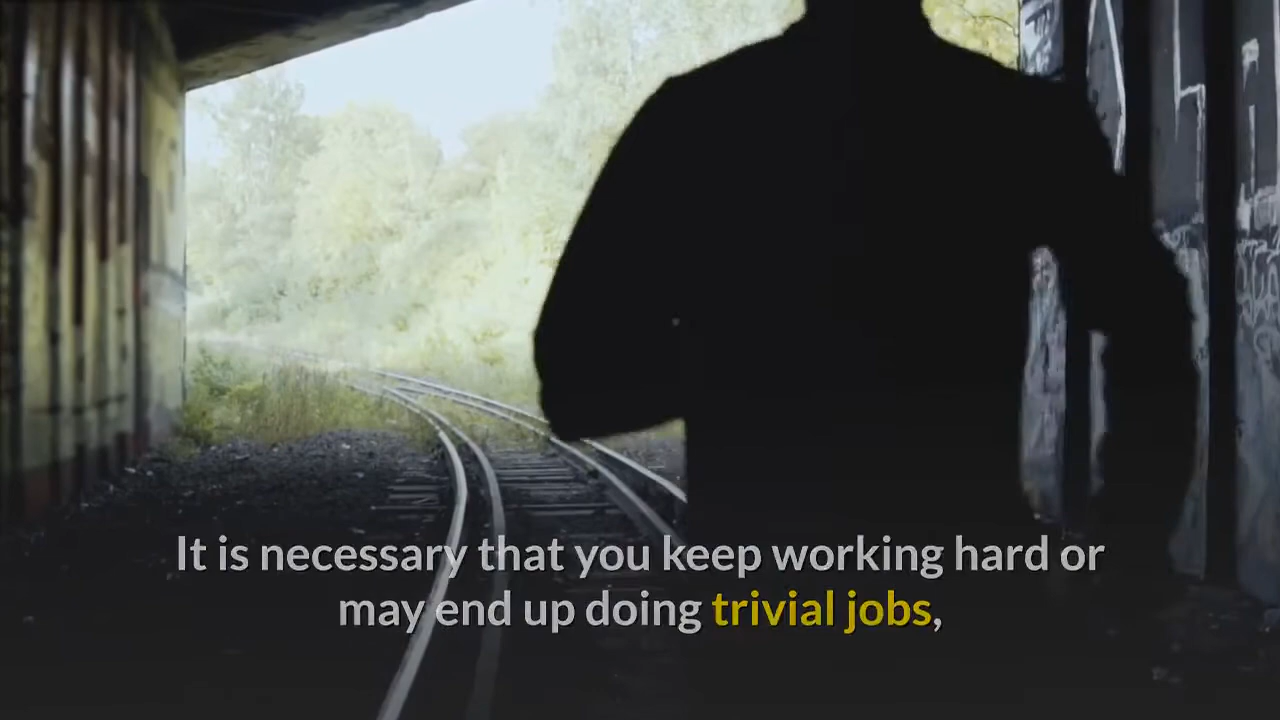 It is necessary that you keep working hard or
may end up doing trivial jobs,